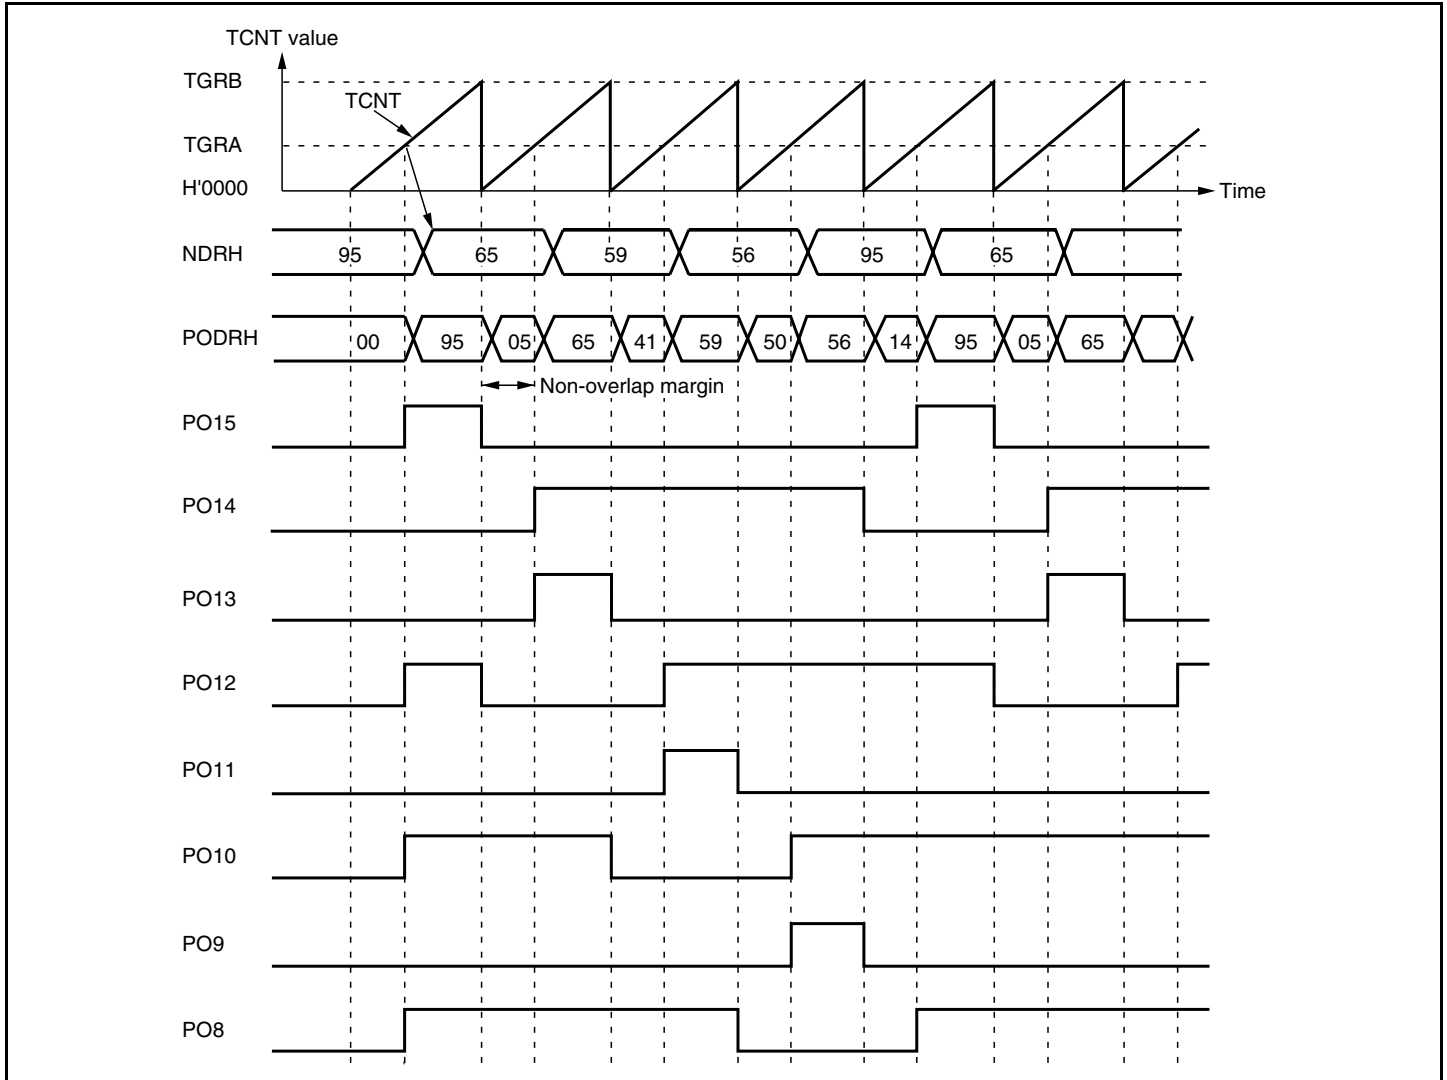 TCNT value
TGRB
TCNT
TGRA
H'0000
Time
NDRH 95 65 59 56 95 65
PODRH 00 95 05 65 41 59 50 56 14 95 05 65
Non-overlap margin
PO15
PO14
PO13
PO12
PO11
PO10
PO9
PO8